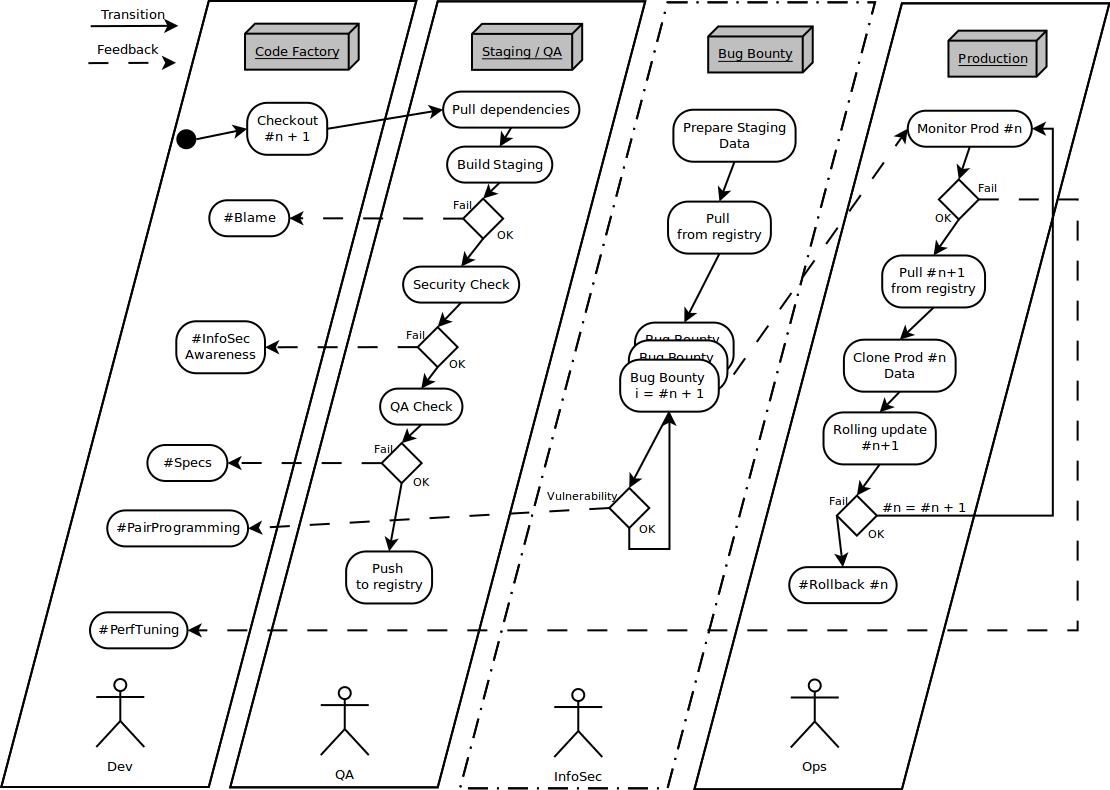 Transition
Feedback
Code Factory
Checkout
#n + 1
#Blame
#InfoSec
Awareness
#Specs
#PairProgramming
#PerfTuning
Dev
Staging / QA
Pull dependencies
Build Staging
Fail
OK
Security Check
Fail
OK
QA Check
Fail
OK
Push
to registry
QA
Bug Bounty
Prepare Staging
Data
Pull
from registry
Bug Bounty
Bug Bounty
Bug Bounty
i = #n + 1
Vulnerability
OK
InfoSec
Production
Monitor Prod #n
Fail
OK
Pull #n+1
from registry
Clone Prod #n
Data
Rolling update
#n+1
Fail
#n = #n + 1
OK
#Rollback #n
Ops